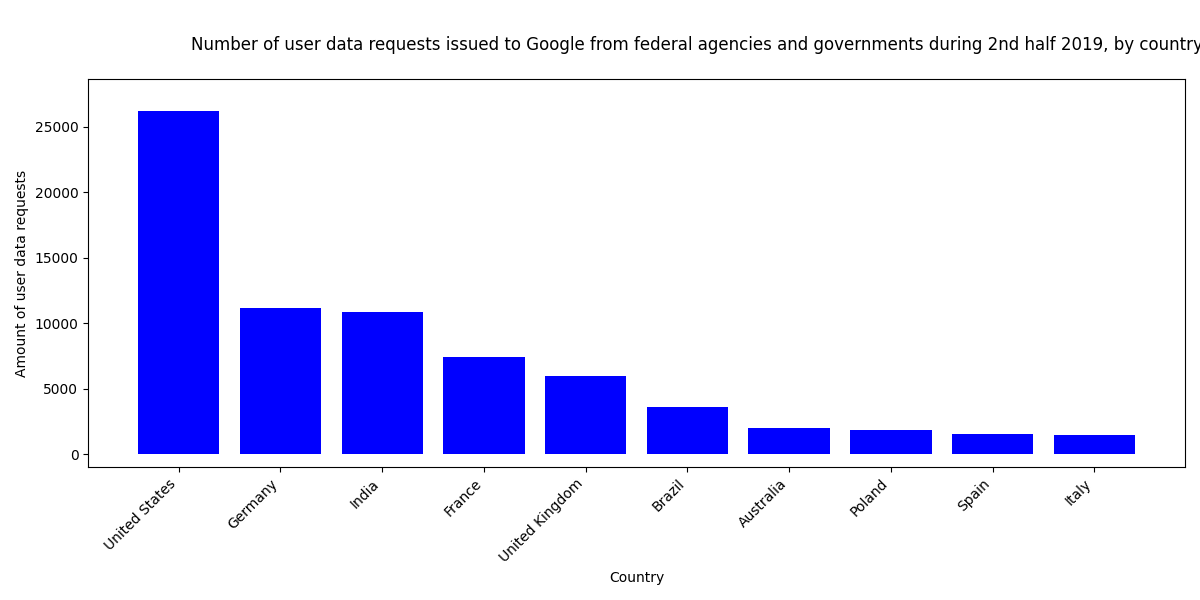 Number of user data requests issued to Google from federal agencies and governments during 2nd half 2019, by country
Amount of user data requests
25000
20000
15000
10000
5000
0
United States
Germany
India
France
United Kingdom
Brazil
Australia
Poland
Spain
Italy
Country